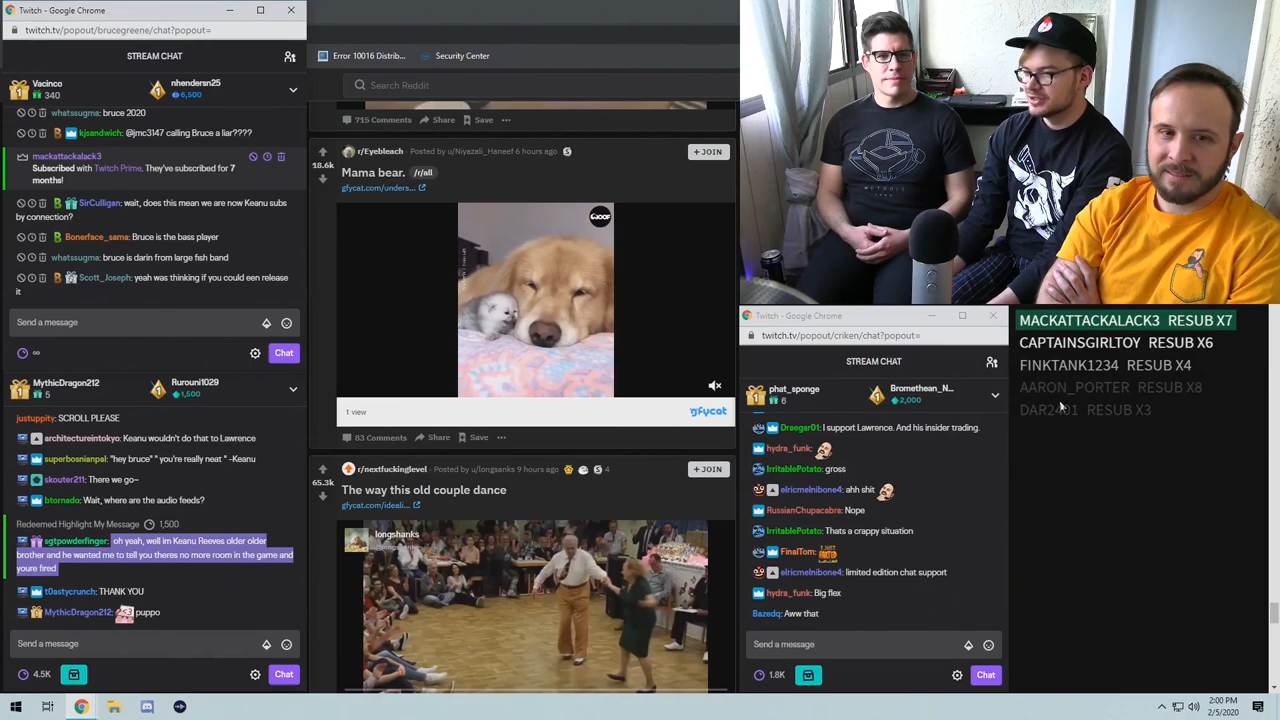 Twitch - Google Chrome
twitch.tv/popout/brucegreene/chat?popout=
STREAM CHAT
Vacinco
340
nhemieren25
6,500
whatssugma: bruce 2020
kjsandwich: @jmc3147 calling Bruce a liar????
mackattackalack3
Subscribed with Twitch Prime. They've subscribed for 7
months!
SirCulligan: wait, does this mean we are now Keanu subs
by connection?
Bonerface_sama: Bruce is the bass player
whatssugma: bruce is darin from large fish band
Scott_Joseph: yeah was thinking if you could een release
it
Send a message
∞
Chat
MythicDragon212
5
Rurouni1029
1,500
justuppity: SCROLL PLEASE
architectureintokyo: Keanu wouldn't do that to Lawrence
superbosnianpal: "hey bruce" " you're really neat " ~Keanu
skouter211: There we go~
btornado: Wait, where are the audio feeds?
Redeemed Highlight My Message 1,500
sgtpowderfinger: oh yeah, well im Keanu Reeves older older
brother and he wanted me to tell you theres no more room in the game and
youre fired
t0astycrunch: THANK YOU
MythicDragon212: puppo
Send a message
4.5K
Chat
Error 10016 Distrib...
Security Center
Search Reddit
715 Comments Share Save
18.6k
r/Eyebleach · Posted by u/Niyazali_Haneef 6 hours ago
+ JOIN
Mama bear. /r/all
gfycat.com/unders...
WOOF
1 view
gfycat
83 Comments Share Save
65.3k
r/nextfuckinglevel · Posted by u/longsanks 9 hours ago 4
+ JOIN
The way this old couple dance
gfycat.com/ideali...
longshanks
Twitch - Google Chrome
twitch.tv/popout/criken/chat?popout=
STREAM CHAT
phat_sponge
6
Bromethean_N...
2,000
Draegar01: I support Lawrence. And his insider trading.
hydra_funk:
IrritablePotato: gross
elricmelnibone4: ahh shit
RussianChupacabra: Nope
IrritablePotato: Thats a crappy situation
FinalTom:
elricmelnibone4: limited edition chat support
hydra_funk: Big flex
Bazedq: Aww that
Send a message
1.8K
Chat
MACKATTACKALACK3 RESUB X7
CAPTAINSGIRLTOY RESUB X6
FINKTANK1234 RESUB X4
AARON_PORTER RESUB X8
DAR2401 RESUB X3
2:00 PM
2/5/2020